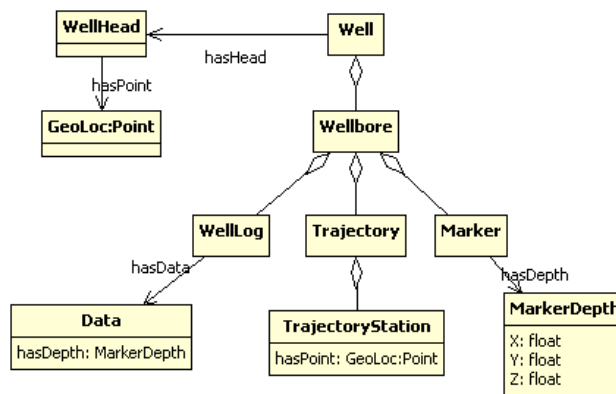 WellHead
Well
hasHead
hasPoint
GeoLoc:Point
Wellbore
WellLog
Trajectory
Marker
hasData
hasDepth
Data
hasDepth: MarkerDepth
TrajectoryStation
hasPoint: GeoLoc:Point
MarkerDepth
X: float
Y: float
Z: float